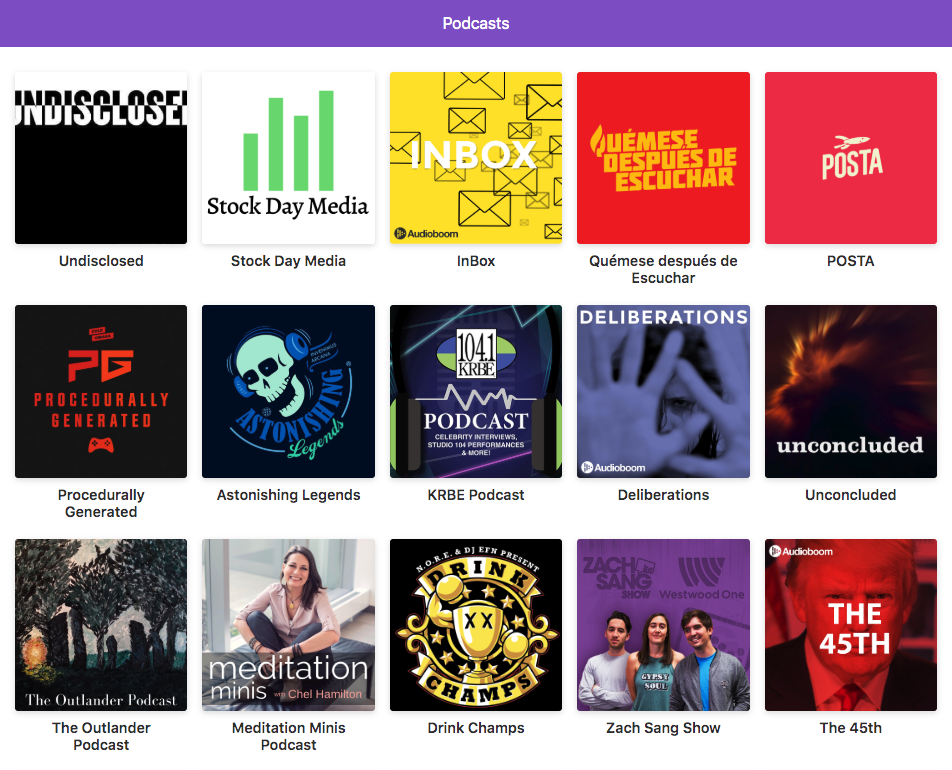 Podcasts
UNDISCLOSED
Stock Day Media
INBOX
Audioboom
QUÉMESE
DESPUES DE
ESCUCHAR
POSTA
Undisclosed
Stock Day Media
InBox
Quémese después de
Escuchar
POSTA
PG
PROCEDURALLY
GENERATED
INVISIBILIS
ARCANA
ASTONISHING
Legends
104.1
KRBE
PODCAST
CELEBRITY INTERVIEWS,
STUDIO 104 PERFORMANCES
& MORE!
DELIBERATIONS
Audioboom
unconcluded
Procedurally
Generated
Astonishing Legends
KRBE Podcast
Deliberations
Unconcluded
The Outlander Podcast
meditation
minis with Chel Hamilton
N.O.R.E. & DJ EFN PRESENT
DRINK
CHAMPS
ZACH
SANG
SHOW
Westwood One
GYPSY
SOUL
Audioboom
THE
45TH
The Outlander
Podcast
Meditation Minis
Podcast
Drink Champs
Zach Sang Show
The 45th